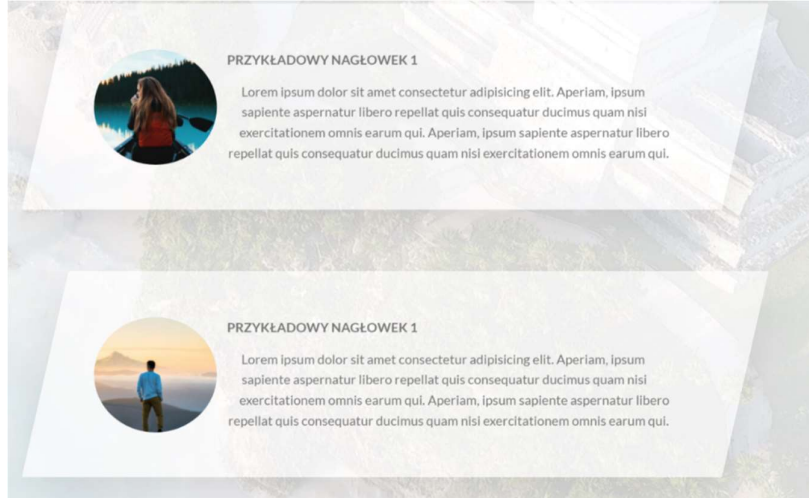 PRZYKŁADOWY NAGŁOWEK 1
Lorem ipsum dolor sit amet consectetur adipisicing elit. Aperiam, ipsum
sapiente aspernatur libero repellat quis consequatur ducimus quam nisi
exercitationem omnis earum qui. Aperiam, ipsum sapiente aspernatur libero
repellat quis consequatur ducimus quam nisi exercitationem omnis earum qui.
PRZYKŁADOWY NAGŁOWEK 1
Lorem ipsum dolor sit amet consectetur adipisicing elit. Aperiam, ipsum
sapiente aspernatur libero repellat quis consequatur ducimus quam nisi
exercitationem omnis earum qui. Aperiam, ipsum sapiente aspernatur libero
repellat quis consequatur ducimus quam nisi exercitationem omnis earum qui.